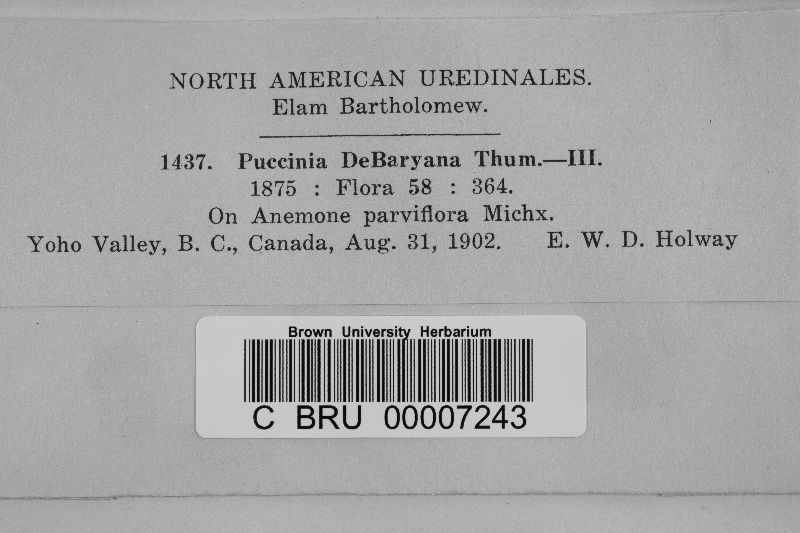 NORTH AMERICAN UREDINALES.
Elam Bartholomew.
1437. Puccinia DeBaryana Thum.—III.
1875 : Flora 58 : 364.
On Anemone parviflora Michx.
Yoho Valley, B. C., Canada, Aug. 31, 1902. E. W. D. Holway
Brown University Herbarium
C BRU 00007243